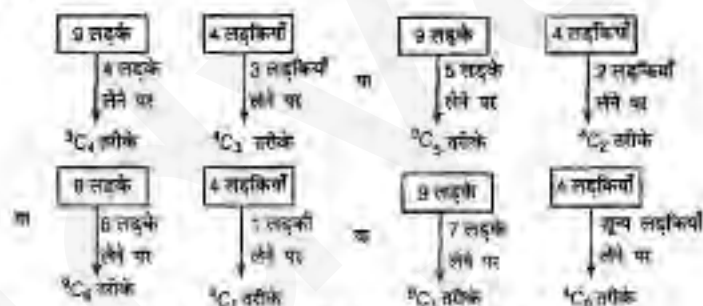 9 लड़के 4 लड़कियाँ 9 लड़के 4 लड़कियाँ
4 लड़के 3 लड़कियाँ या 5 लड़के 2 लड़कियाँ
लेने पर लेने पर लेने पर लेने पर
⁹C₄ तरीके ⁴C₃ तरीके ⁹C₅ तरीके ⁴C₂ तरीके
9 लड़के 4 लड़कियाँ 9 लड़के 4 लड़कियाँ
या 6 लड़के 1 लड़की या 7 लड़के शून्य लड़कियाँ
लेने पर लेने पर लेने पर लेने पर
⁹C₆ तरीके ⁴C₁ तरीके ⁹C₇ तरीके ⁴C₀ तरीके